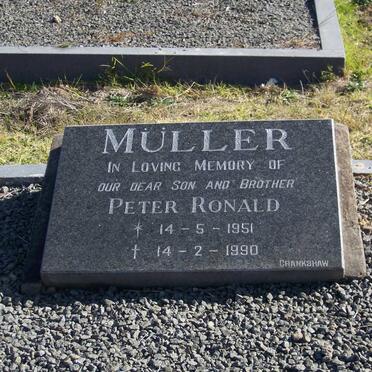 MÜLLER
IN LOVING MEMORY OF
OUR DEAR SON AND BROTHER
PETER RONALD
* 14 - 5 - 1951
† 14 - 2 - 1990
CRANKSHAW